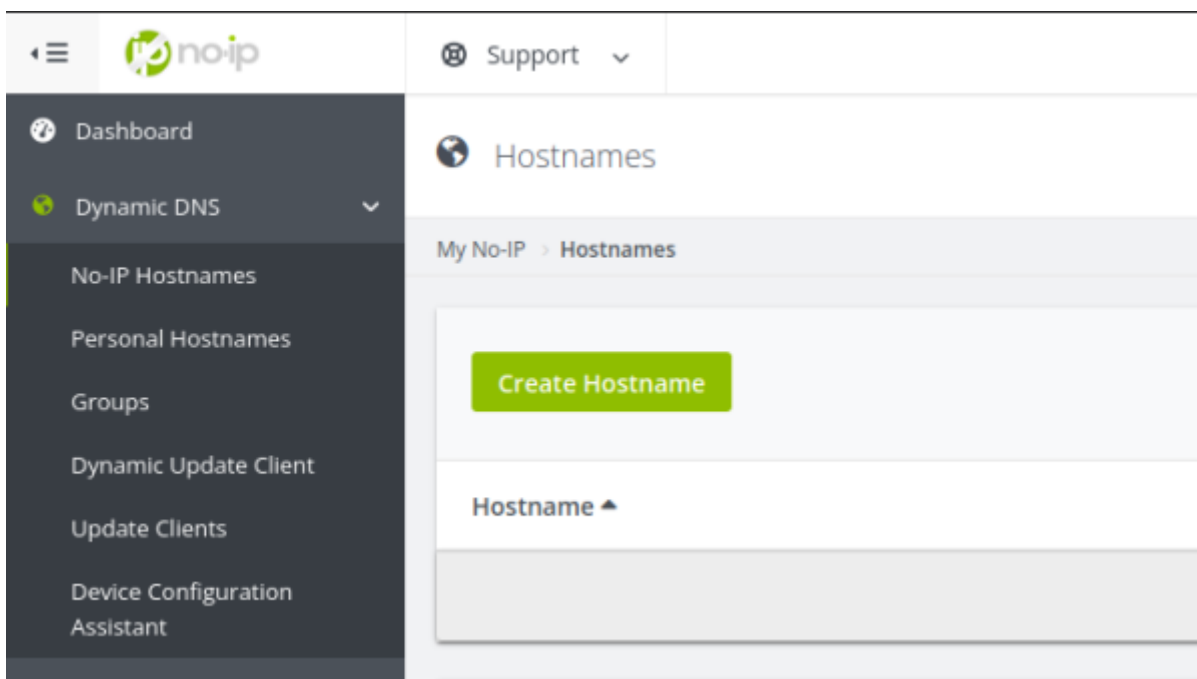 no-ip
Support
Dashboard
Hostnames
Dynamic DNS
My No-IP > Hostnames
No-IP Hostnames
Personal Hostnames
Create Hostname
Groups
Dynamic Update Client
Hostname
Update Clients
Device Configuration
Assistant